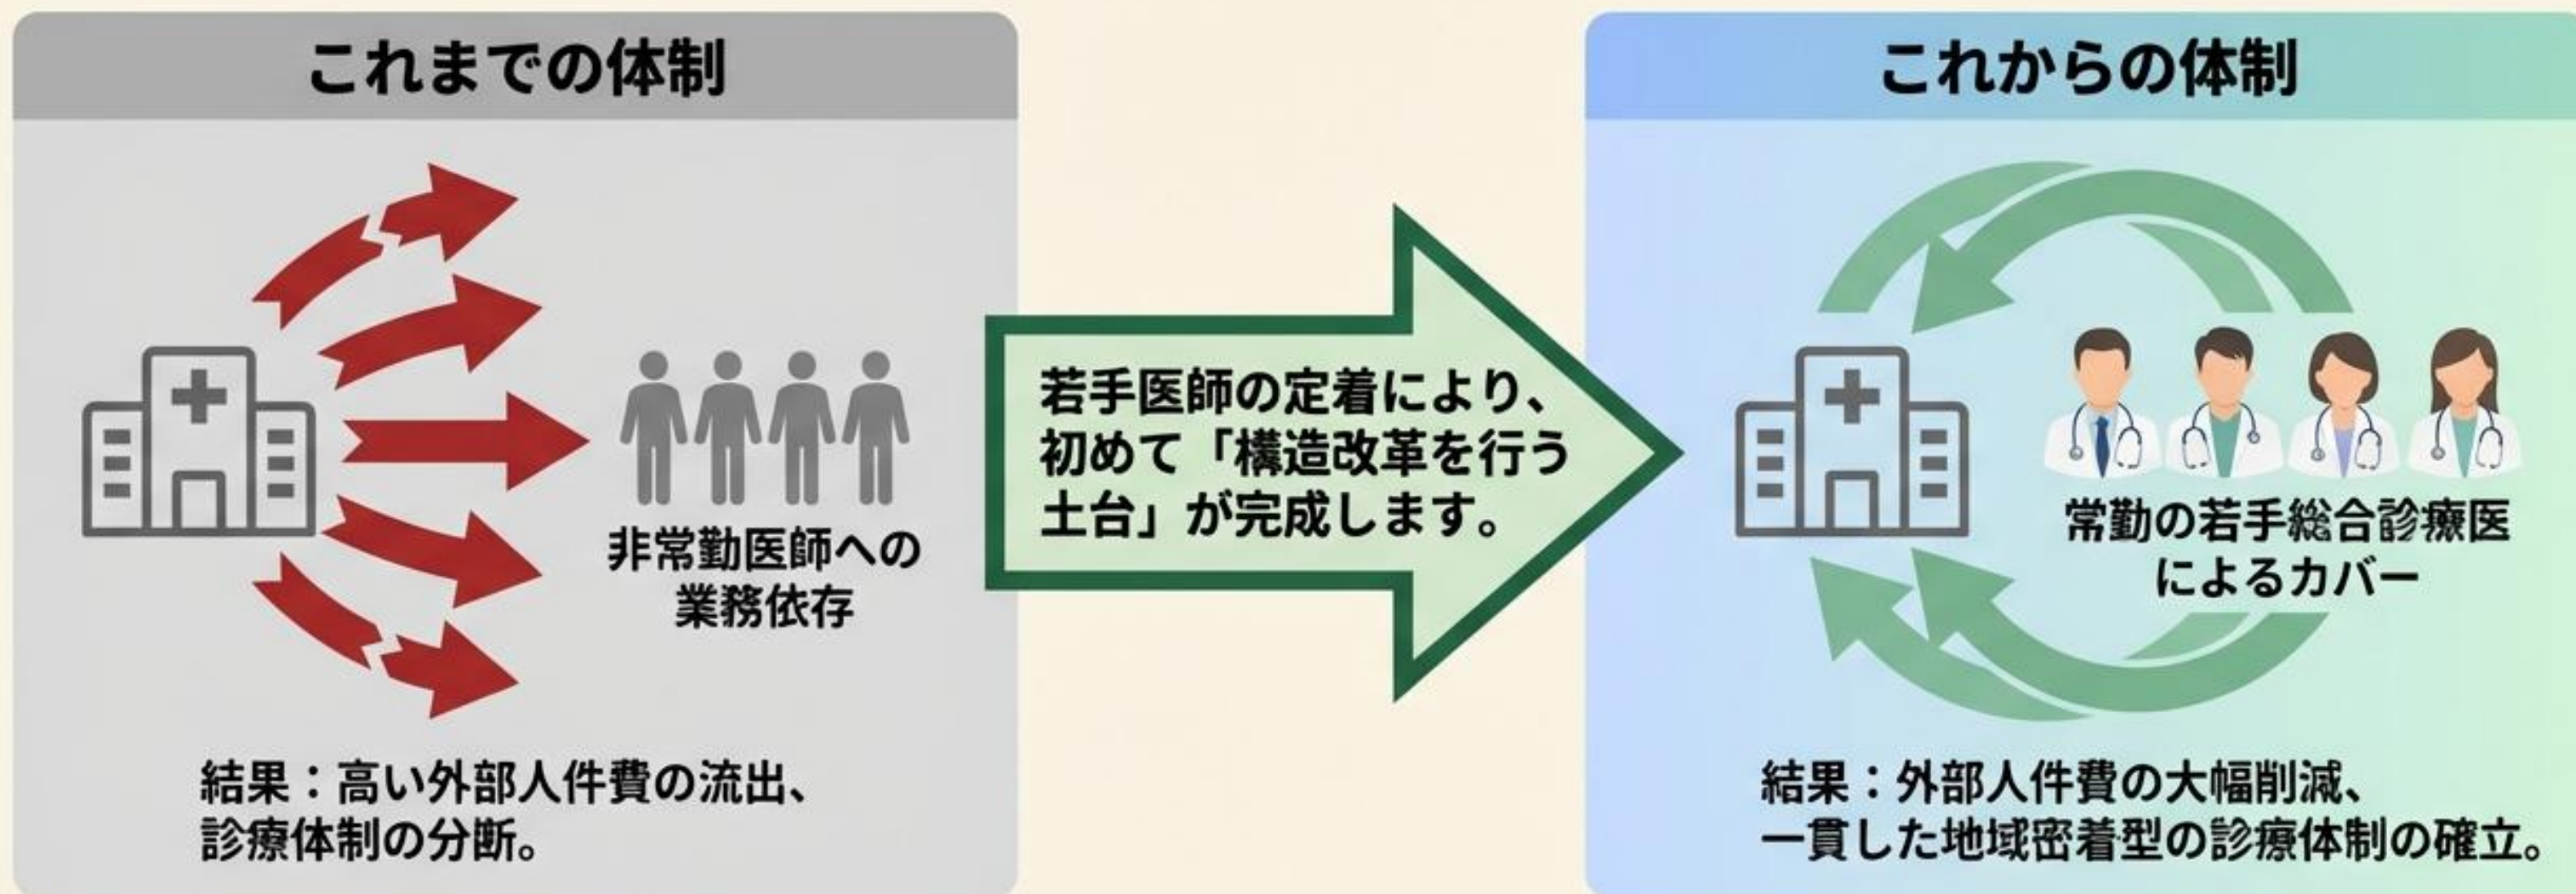 これまでの体制
非常勤医師への
業務依存
結果：高い外部人件費の流出、
診療体制の分断。
若手医師の定着により、
初めて「構造改革を行う
土台」が完成します。
これからの体制
常勤の若手総合診療医
によるカバー
結果：外部人件費の大幅削減、
一貫した地域密着型の診療体制の確立。